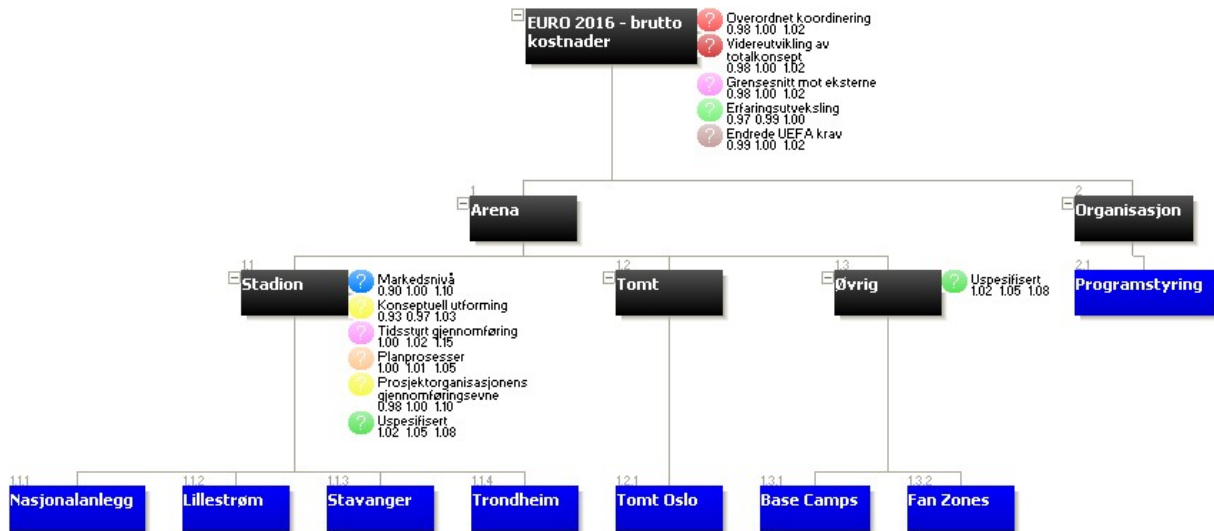 EURO 2016 - brutto
kostnader
Overordnet koordinering
0.98 1.00 1.02
Videreutvikling av
totalkonsept
0.98 1.00 1.02
Grensesnitt mot eksterne
0.98 1.00 1.02
Erfaringsutveksling
0.97 0.99 1.00
Endrede UEFA krav
0.99 1.00 1.02
1
Arena
2
Organisasjon
1.1
Stadion
Markedsnivå
0.90 1.00 1.10
Konseptuell utforming
0.93 0.97 1.03
Tidsstyrt gjennomføring
1.00 1.02 1.15
Planprosesser
1.00 1.01 1.05
Prosjektorganisasjonens
gjennomføringsevne
0.98 1.00 1.10
Uspesifisert
1.02 1.05 1.08
1.2
Tomt
1.3
Øvrig
Uspesifisert
1.02 1.05 1.08
2.1
Programstyring
1.1.1
Nasjonalanlegg
1.1.2
Lillestrøm
1.1.3
Stavanger
1.1.4
Trondheim
1.2.1
Tomt Oslo
1.3.1
Base Camps
1.3.2
Fan Zones